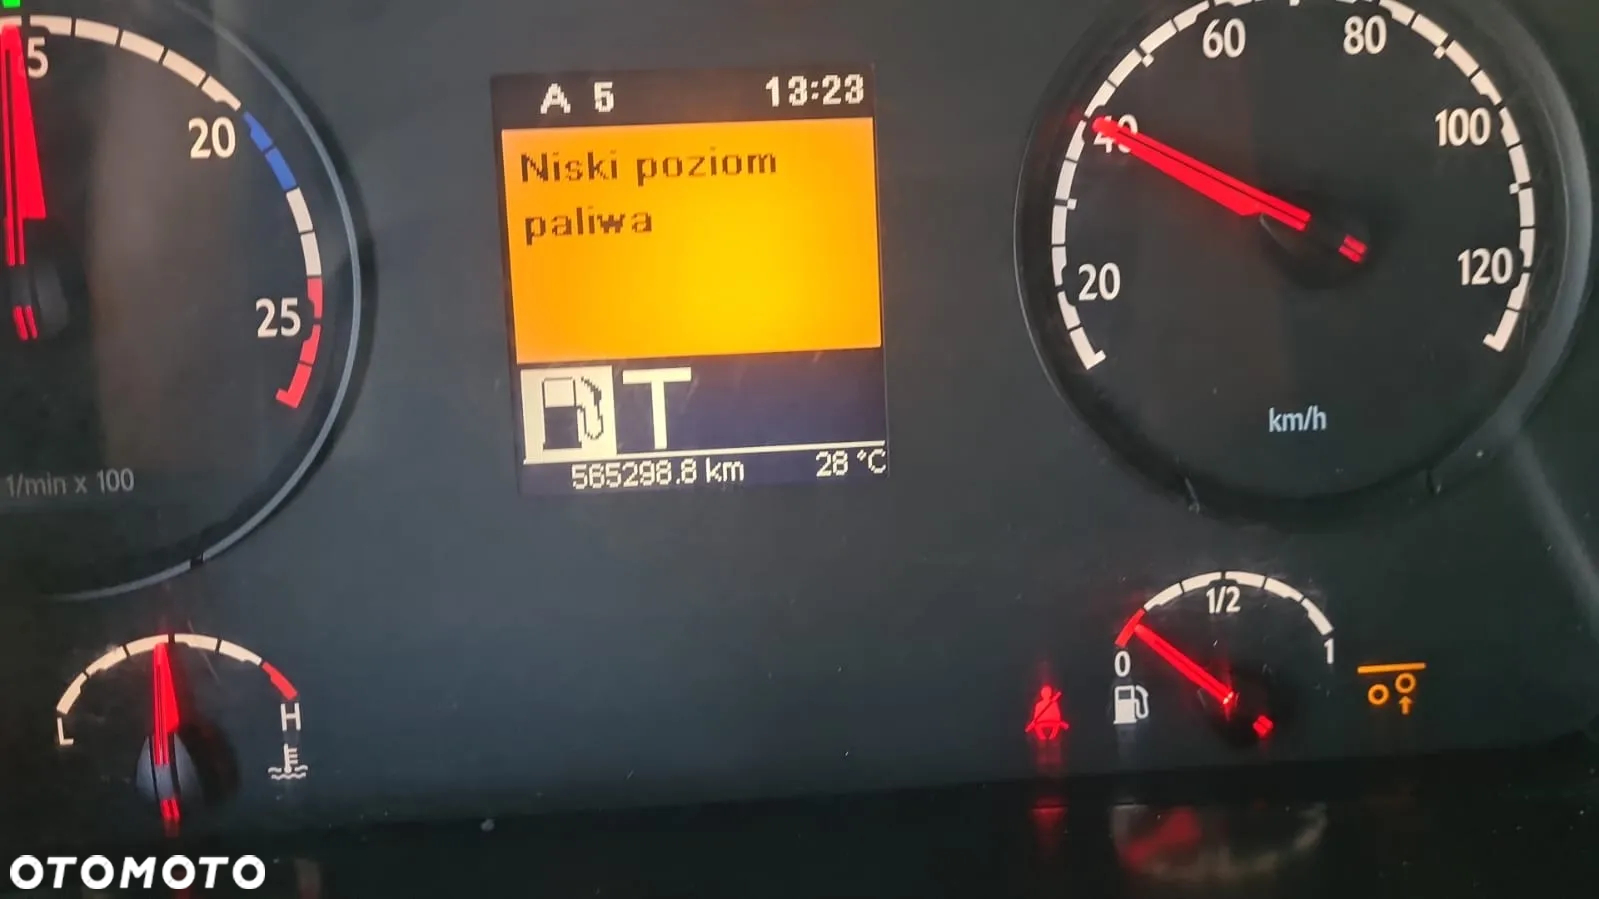 5
20
25
1/min x 100
A 5 13:23
Niski poziom
paliwa
T
565298.8 km 28 °C
20
40
60
80
100
120
km/h
H
0
1/2
1
OTOMOTO